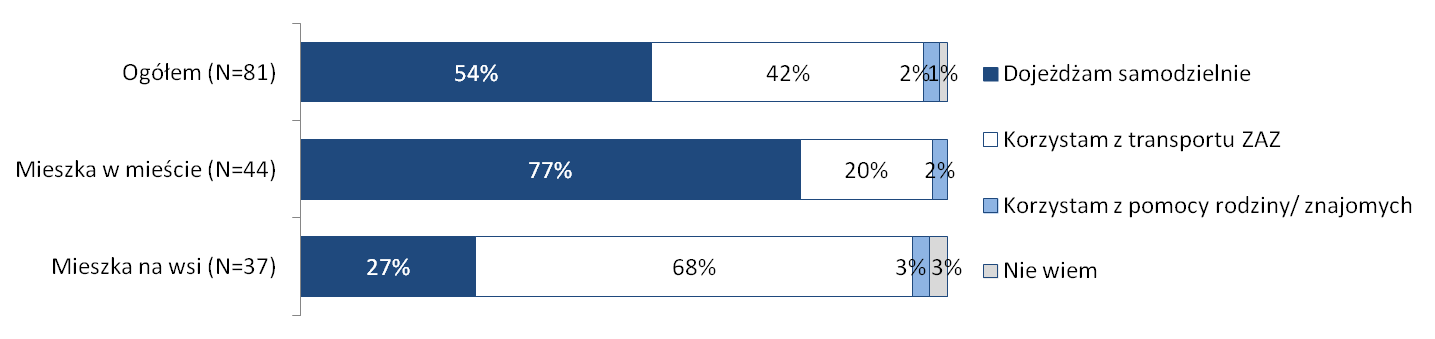 Ogółem (N=81)
54%
42%
2%
1%
Dojeżdżam samodzielnie
Korzystam z transportu ZAZ
Mieszka w mieście (N=44)
77%
20%
2%
Korzystam z pomocy rodziny/ znajomych
Mieszka na wsi (N=37)
27%
68%
3%
3%
Nie wiem